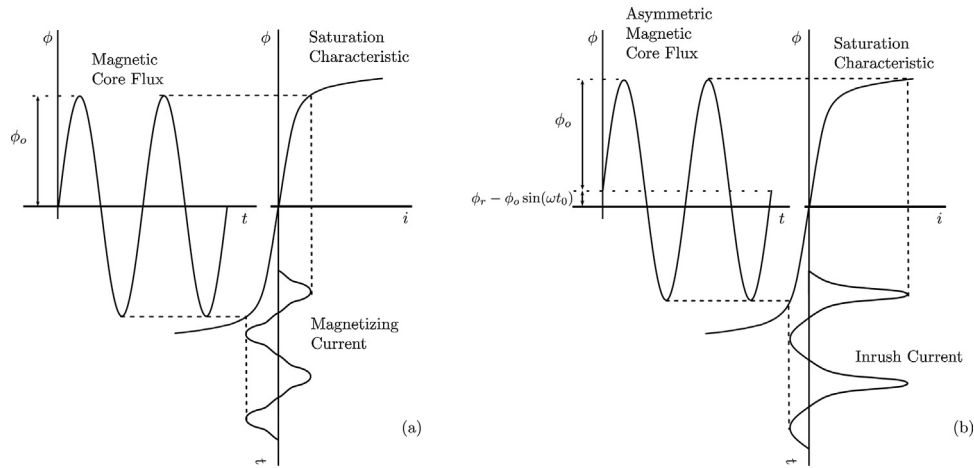 ϕ
Magnetic
Core Flux
ϕₒ
t
ϕ
Saturation
Characteristic
i
Magnetizing
Current
t
(a)
Asymmetric
Magnetic
Core Flux
ϕ
ϕₒ
ϕᵣ − ϕₒ sin(ωt₀)
t
ϕ
Saturation
Characteristic
i
Inrush Current
t
(b)